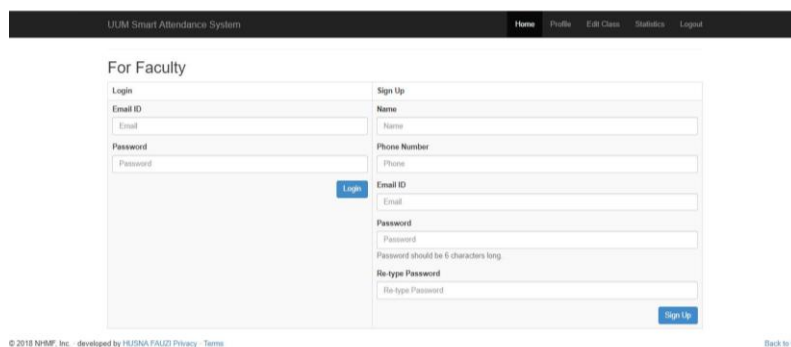 UUM Smart Attendance System
Home Profile Edit Class Statistics Logout
For Faculty
Login
Email ID
Email
Password
Password
Login
Sign Up
Name
Name
Phone Number
Phone
Email ID
Email
Password
Password
Password should be 6 characters long.
Re-type Password
Re-type Password
Sign Up
© 2018 NHMF, Inc. · developed by HUSNA FAUZI Privacy · Terms
Back to